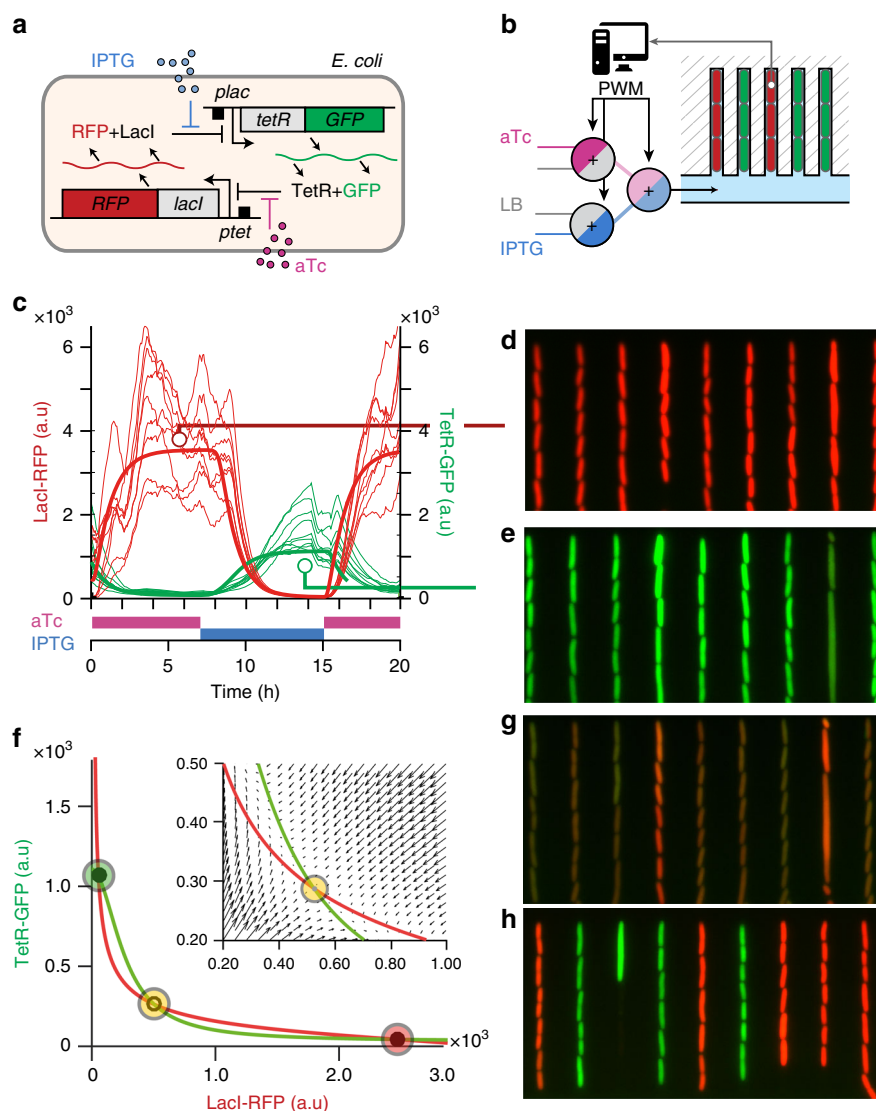 a
IPTG
E. coli
plac
tetR
GFP
RFP+LacI
TetR+GFP
RFP
lacI
ptet
aTc
b
PWM
aTc
+
+
LB
+
IPTG
c
×10³
×10³
6
6
4
4
2
2
0
0
LacI-RFP (a.u)
TetR-GFP (a.u)
aTc
IPTG
0
5
10
15
20
Time (h)
d
e
f
×10³
1.5
1.0
0.5
0
TetR-GFP (a.u)
0.50
0.40
0.30
0.20
0.20
0.40
0.60
0.80
1.00
0
1.0
2.0
3.0
×10³
LacI-RFP (a.u)
g
h